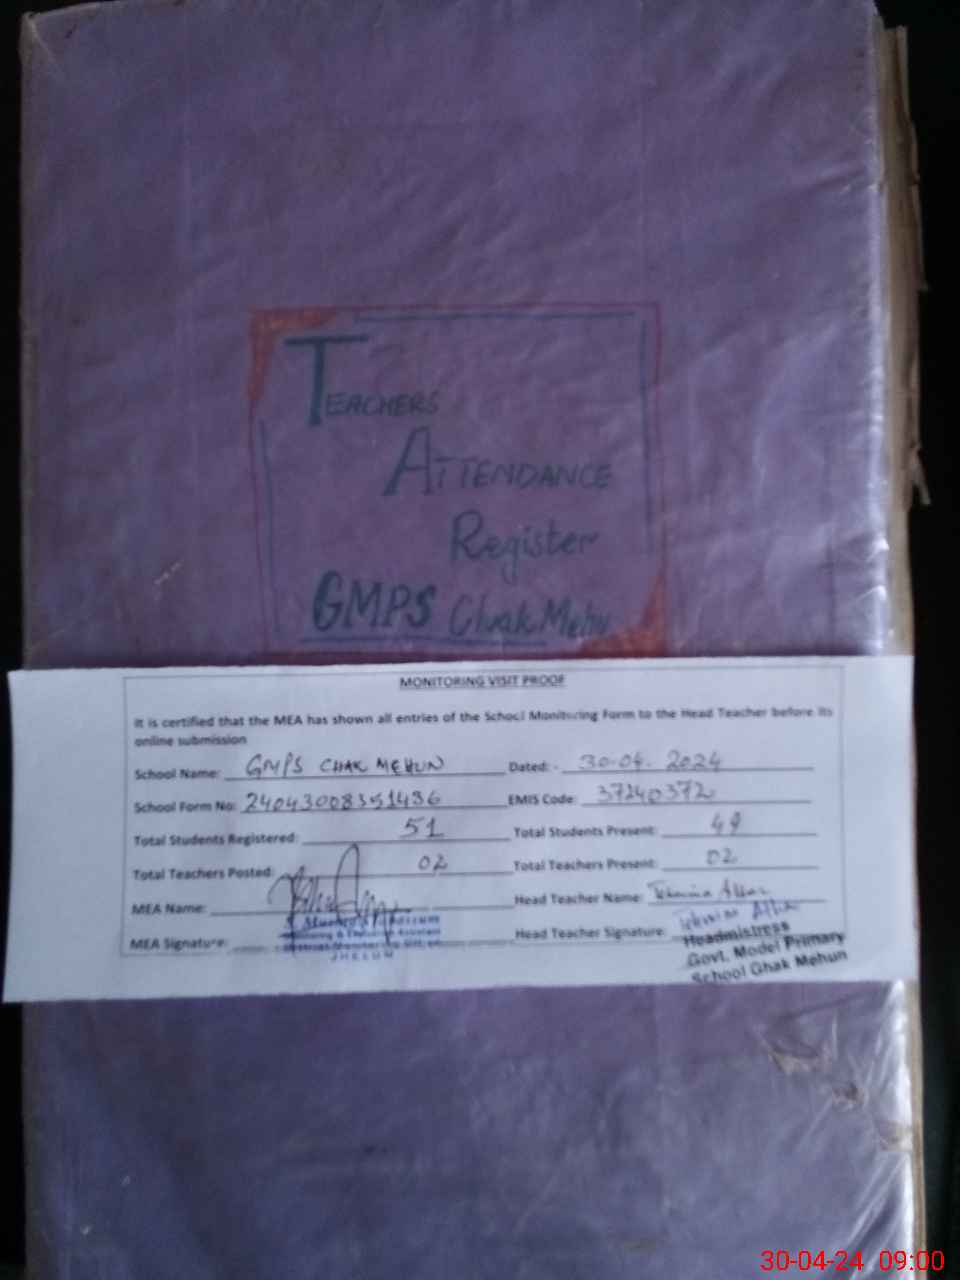 TEACHERS
ATTENDANCE
Register
GMPS Chak Mehu
MONITORING VISIT PROOF
It is certified that the MEA has shown all entries of the School Monitoring Form to the Head Teacher before its
online submission
School Name: GMPS CHAK MEHUN Dated: - 30-04-2024
School Form No: 24043008351436 EMIS Code: 37240372
Total Students Registered: 51 Total Students Present: 49
Total Teachers Posted: 02 Total Teachers Present: 02
MEA Name: Head Teacher Name:
MEA Signature: Head Teacher Signature:
JHELUM
Headmistress
Govt. Model Primary
School Chak Mehun
30-04-24 09:00